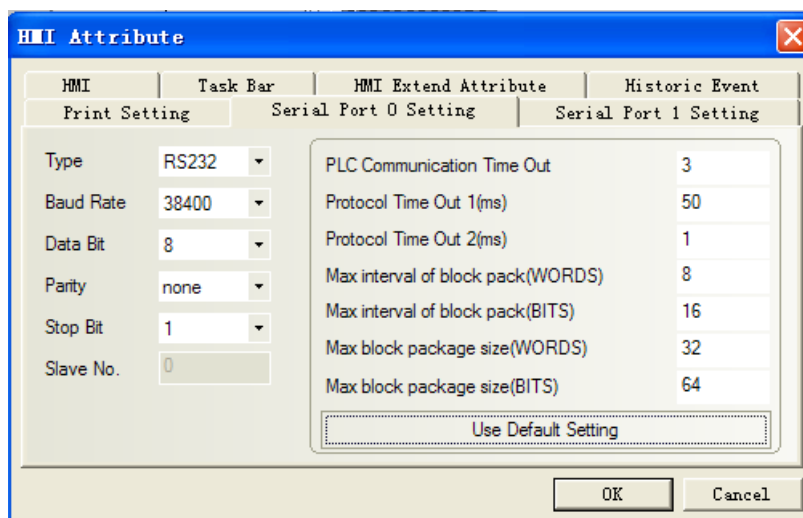 HMI Attribute
HMI Task Bar HMI Extend Attribute Historic Event
Print Setting Serial Port 0 Setting Serial Port 1 Setting
Type RS232
Baud Rate 38400
Data Bit 8
Parity none
Stop Bit 1
Slave No. 0
PLC Communication Time Out 3
Protocol Time Out 1(ms) 50
Protocol Time Out 2(ms) 1
Max interval of block pack(WORDS) 8
Max interval of block pack(BITS) 16
Max block package size(WORDS) 32
Max block package size(BITS) 64
Use Default Setting
OK Cancel